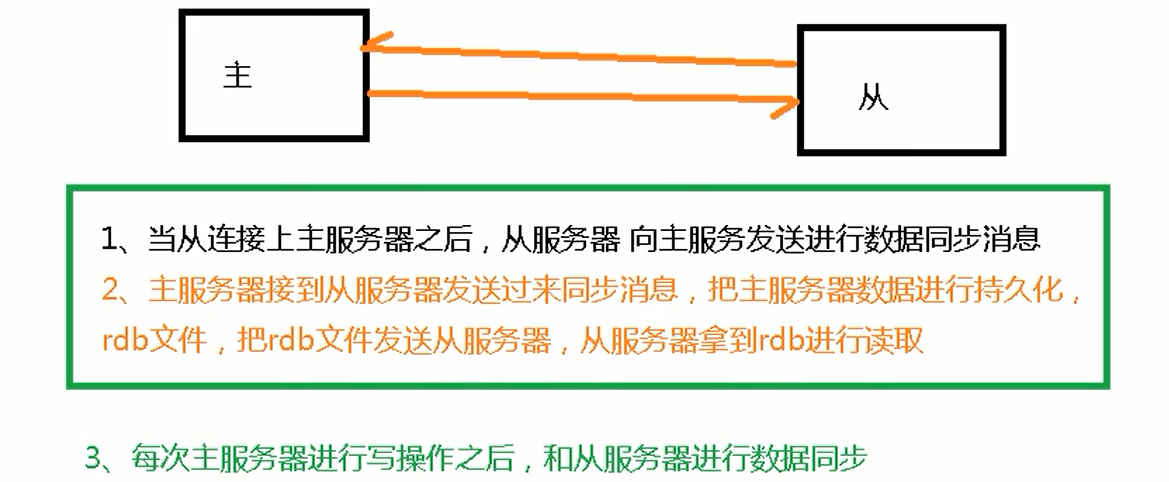 主
从
1、当从连接上主服务器之后，从服务器 向主服务发送进行数据同步消息
2、主服务器接到从服务器发送过来同步消息，把主服务器数据进行持久化，
rdb文件，把rdb文件发送从服务器，从服务器拿到rdb进行读取
3、每次主服务器进行写操作之后，和从服务器进行数据同步